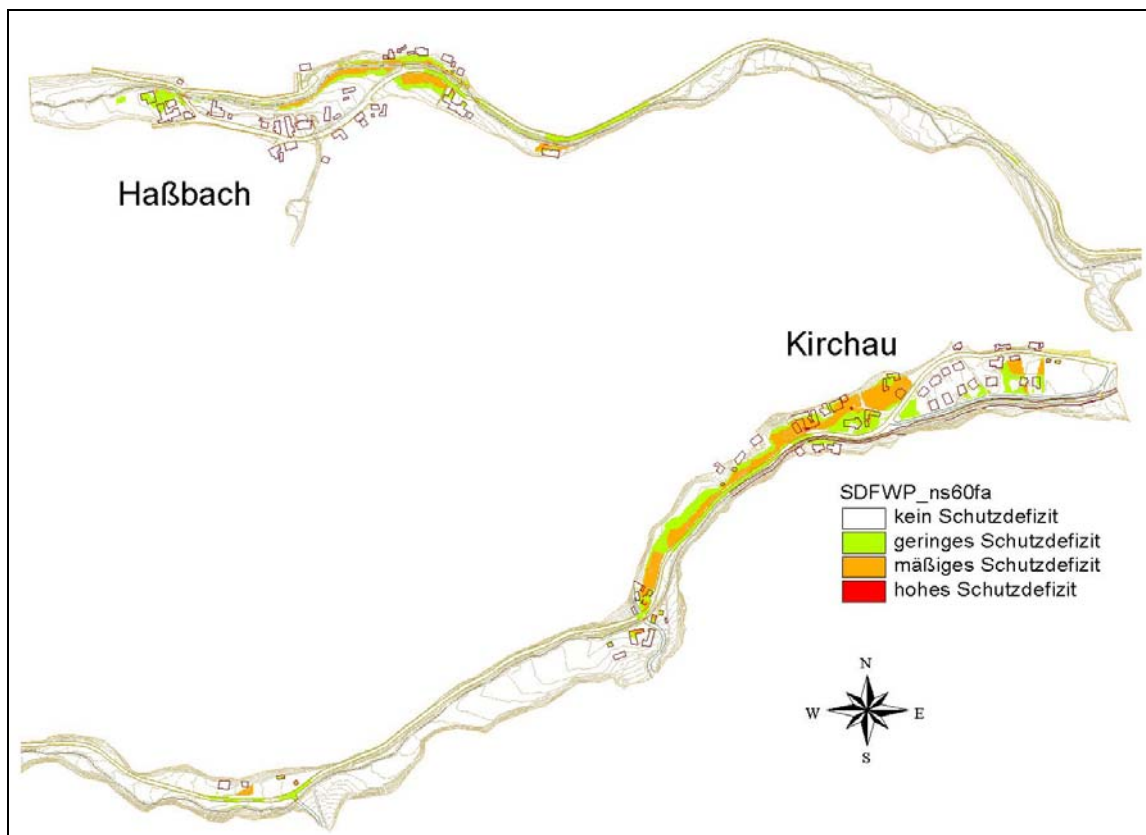 Haßbach
Kirchau
SDFWP_ns60fa
kein Schutzdefizit
geringes Schutzdefizit
mäßiges Schutzdefizit
hohes Schutzdefizit
N
W E
S